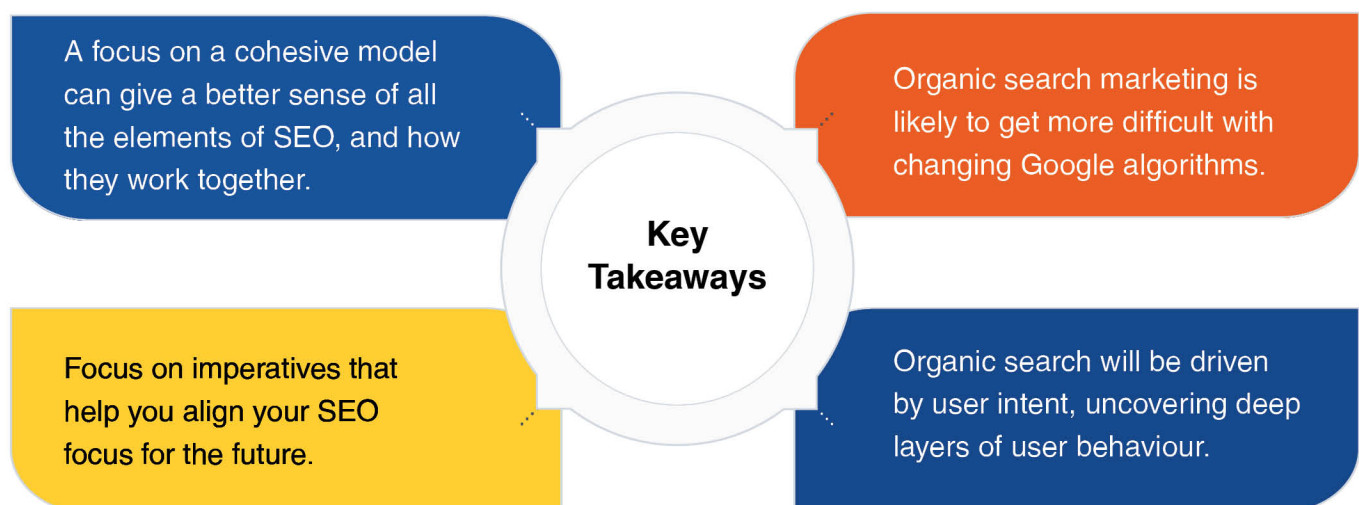 A focus on a cohesive model
can give a better sense of all
the elements of SEO, and how
they work together.
Organic search marketing is
likely to get more difficult with
changing Google algorithms.
Key
Takeaways
Focus on imperatives that
help you align your SEO
focus for the future.
Organic search will be driven
by user intent, uncovering deep
layers of user behaviour.